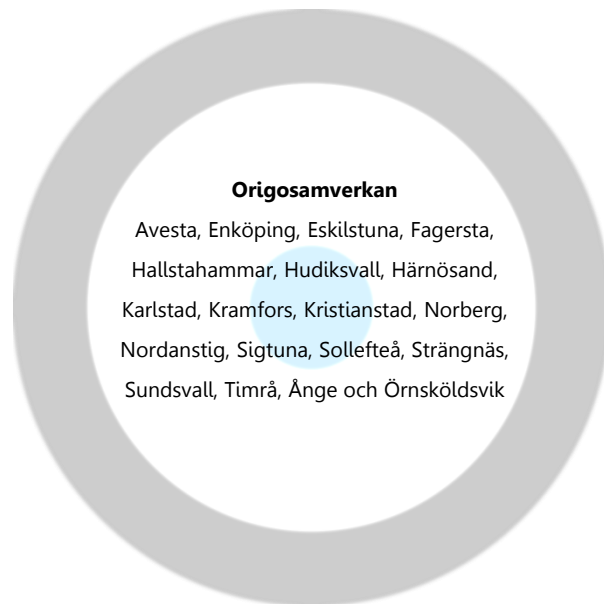 Origosamverkan
Avesta, Enköping, Eskilstuna, Fagersta,
Hallstahammar, Hudiksvall, Härnösand,
Karlstad, Kramfors, Kristianstad, Norberg,
Nordanstig, Sigtuna, Sollefteå, Strängnäs,
Sundsvall, Timrå, Ånge och Örnsköldsvik